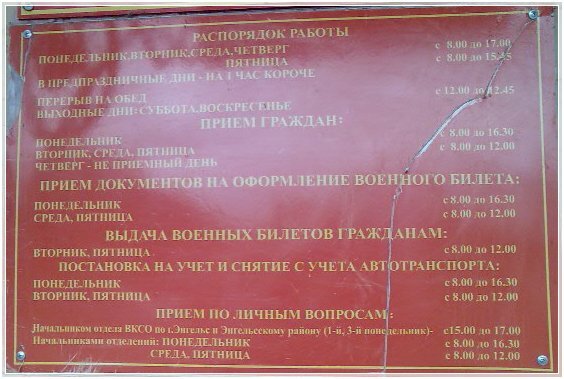 РАСПОРЯДОК РАБОТЫ
ПОНЕДЕЛЬНИК,ВТОРНИК,СРЕДА,ЧЕТВЕРГ с 8.00 до 17.00
ПЯТНИЦА с 8.00 до 15.45
В ПРЕДПРАЗДНИЧНЫЕ ДНИ - НА 1 ЧАС КОРОЧЕ
ПЕРЕРЫВ НА ОБЕД с 12.00 до 12.45
ВЫХОДНЫЕ ДНИ: СУББОТА,ВОСКРЕСЕНЬЕ
ПРИЕМ ГРАЖДАН:
ПОНЕДЕЛЬНИК с 8.00 до 16.30
ВТОРНИК, СРЕДА, ПЯТНИЦА с 8.00 до 12.00
ЧЕТВЕРГ - НЕ ПРИЕМНЫЙ ДЕНЬ
ПРИЕМ ДОКУМЕНТОВ НА ОФОРМЛЕНИЕ ВОЕННОГО БИЛЕТА:
ПОНЕДЕЛЬНИК с 8.00 до 16.30
СРЕДА, ПЯТНИЦА с 8.00 до 12.00
ВЫДАЧА ВОЕННЫХ БИЛЕТОВ ГРАЖДАНАМ:
ВТОРНИК, ПЯТНИЦА с 8.00 до 12.00
ПОСТАНОВКА НА УЧЕТ И СНЯТИЕ С УЧЕТА АВТОТРАНСПОРТА:
ПОНЕДЕЛЬНИК с 8.00 до 16.30
ВТОРНИК, ПЯТНИЦА с 8.00 до 12.00
ПРИЕМ ПО ЛИЧНЫМ ВОПРОСАМ:
Начальником отдела ВКСО по г.Энгельс и Энгельсскому району (1-й, 3-й понедельник)- с15.00 до 17.00
Начальниками отделений: ПОНЕДЕЛЬНИК с 8.00 до 16.30
СРЕДА, ПЯТНИЦА с 8.00 до 12.00